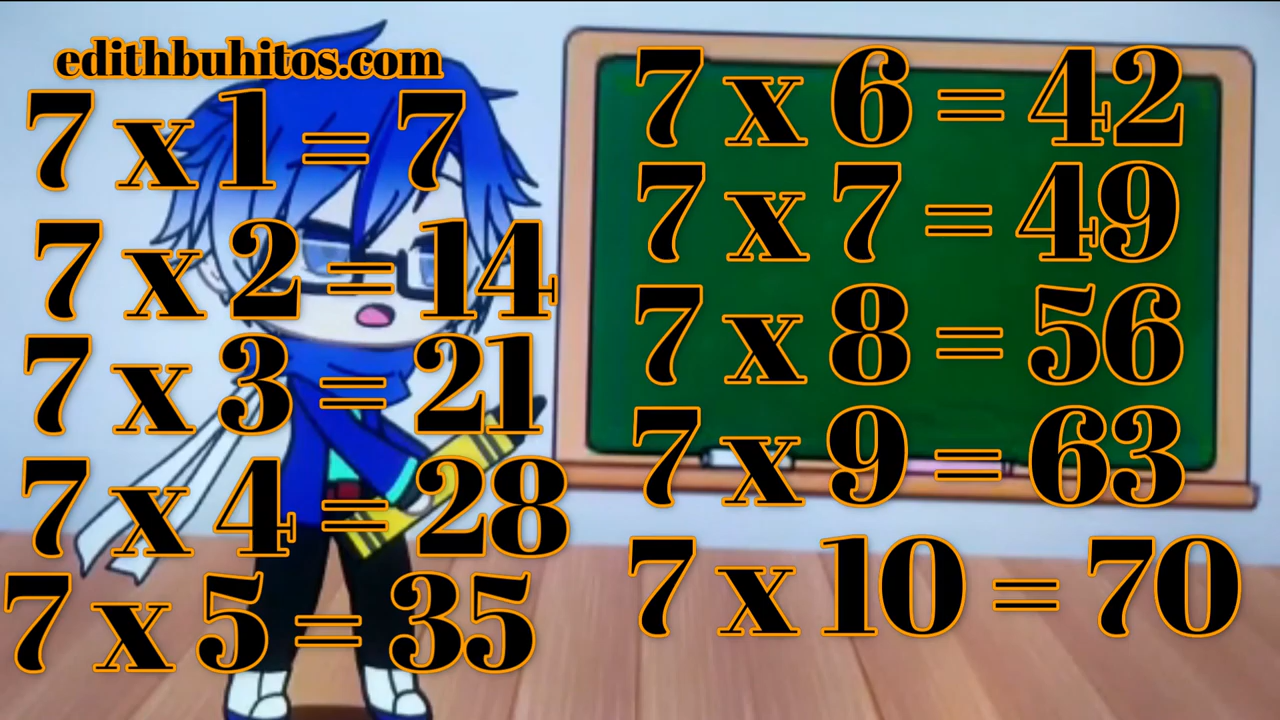 edithbuhitos.com
7 x 1 = 7
7 x 2 = 14
7 x 3 = 21
7 x 4 = 28
7 x 5 = 35
7 x 6 = 42
7 x 7 = 49
7 x 8 = 56
7 x 9 = 63
7 x 10 = 70